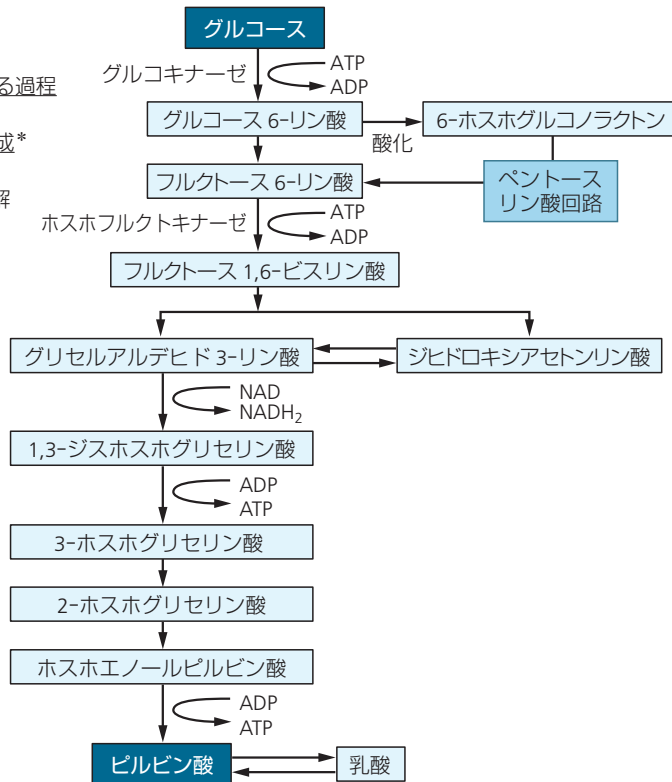 グルコース
る過程
グルコキナーゼ
ATP
ADP
成*
グルコース 6-リン酸
酸化
6-ホスホグルコノラクトン
解
フルクトース 6-リン酸
ペントース
リン酸回路
ホスホフルクトキナーゼ
ATP
ADP
フルクトース 1,6-ビスリン酸
グリセルアルデヒド 3-リン酸
ジヒドロキシアセトンリン酸
NAD
NADH₂
1,3-ジスホスホグリセリン酸
ADP
ATP
3-ホスホグリセリン酸
2-ホスホグリセリン酸
ホスホエノールピルビン酸
ADP
ATP
ピルビン酸
乳酸